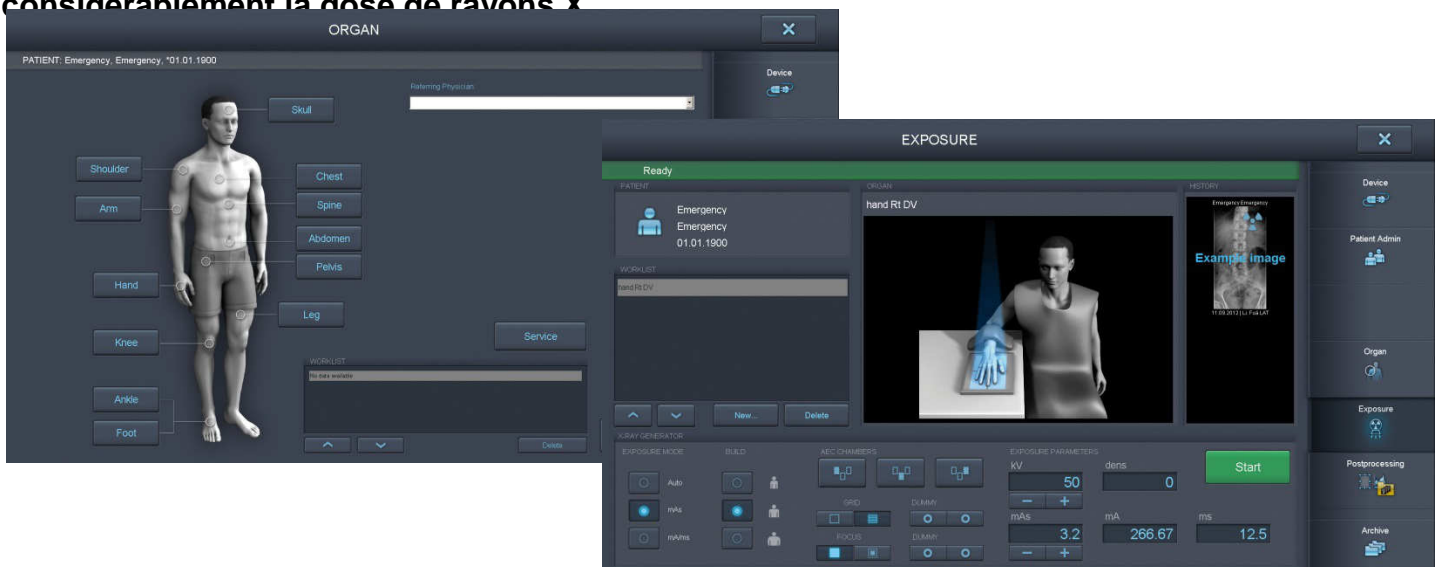 considérablement la dose de rayons X
ORGAN
PATIENT: Emergency, Emergency, *01.01.1900
Referring Physician
Device
Skull
Shoulder
Chest
Arm
Spine
Abdomen
Pelvis
Hand
Leg
Service
Knee
WORKLIST
No data available
Ankle
Foot
Delete
EXPOSURE
Ready
PATIENT
Emergency
Emergency
01.01.1900
WORKLIST
hand Rt DV
New...
Delete
ORGAN
hand Rt DV
HISTORY
Emergency Emergency
Example image
Device
Patient Admin
Organ
Exposure
Postprocessing
Archive
X-RAY GENERATOR
EXPOSURE MODE
BUILD
AEC CHAMBERS
EXPOSURE PARAMETERS
Auto
mAs
mA/ms
GRID
DUMMY
FOCUS
DUMMY
kV
dens
50
0
Start
mAs
mA
ms
3.2
266.67
12.5